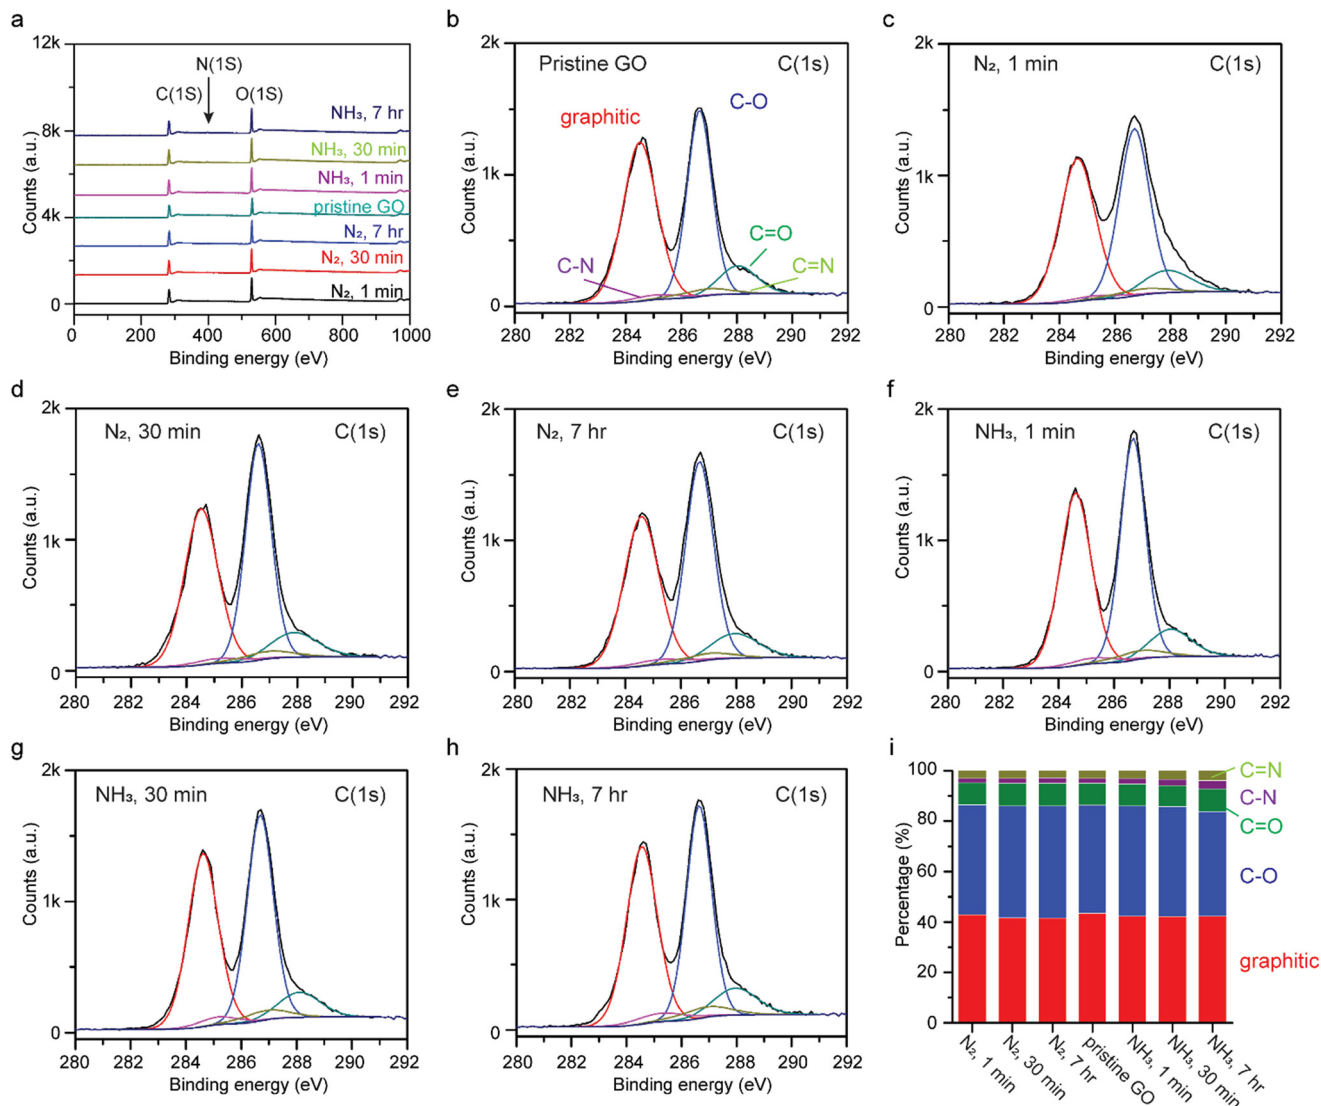 a
12k
8k
4k
0
Counts (a.u.)
N(1S)
C(1S)
O(1S)
NH₃, 7 hr
NH₃, 30 min
NH₃, 1 min
pristine GO
N₂, 7 hr
N₂, 30 min
N₂, 1 min
0 200 400 600 800 1000
Binding energy (eV)
b
2k
1k
0
Counts (a.u.)
Pristine GO
C(1s)
graphitic
C-O
C=O
C-N
C=N
280 282 284 286 288 290 292
Binding energy (eV)
c
2k
1k
0
Counts (a.u.)
N₂, 1 min
C(1s)
280 282 284 286 288 290 292
Binding energy (eV)
d
2k
1k
0
Counts (a.u.)
N₂, 30 min
C(1s)
280 282 284 286 288 290 292
Binding energy (eV)
e
2k
1k
0
Counts (a.u.)
N₂, 7 hr
C(1s)
280 282 284 286 288 290 292
Binding energy (eV)
f
2k
1k
0
Counts (a.u.)
NH₃, 1 min
C(1s)
280 282 284 286 288 290 292
Binding energy (eV)
g
2k
1k
0
Counts (a.u.)
NH₃, 30 min
C(1s)
280 282 284 286 288 290 292
Binding energy (eV)
h
2k
1k
0
Counts (a.u.)
NH₃, 7 hr
C(1s)
280 282 284 286 288 290 292
Binding energy (eV)
i
100
80
60
40
20
0
Percentage (%)
C=N
C-N
C=O
C-O
graphitic
N₂, 1 min
N₂, 30 min
N₂, 7 hr
pristine GO
NH₃, 1 min
NH₃, 30 min
NH₃, 7 hr